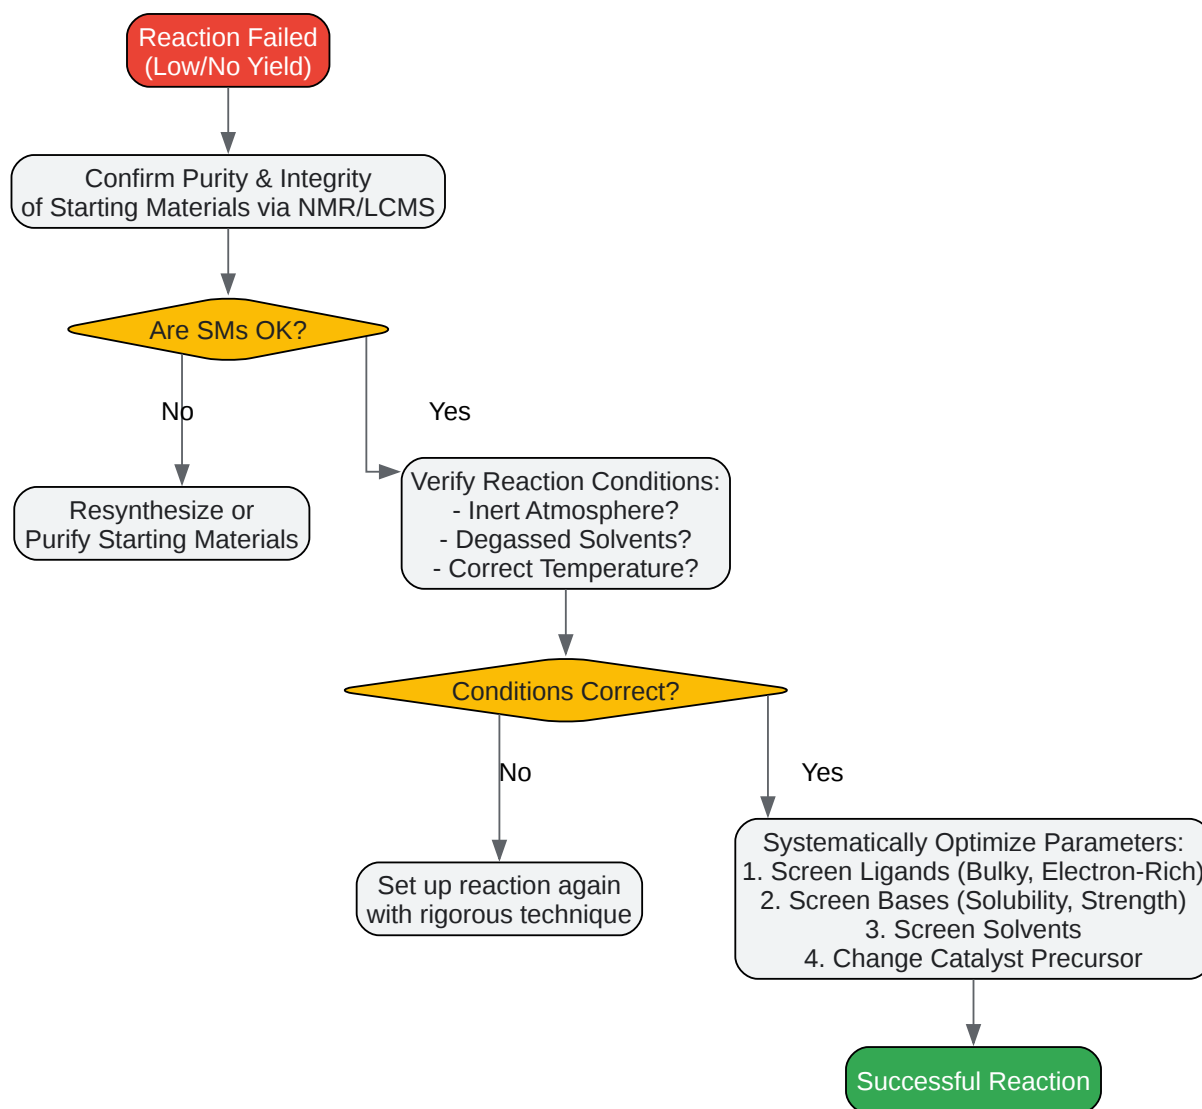 Reaction Failed
(Low/No Yield)
Confirm Purity & Integrity
of Starting Materials via NMR/LCMS
Are SMs OK?
No
Yes
Resynthesize or
Purify Starting Materials
Verify Reaction Conditions:
- Inert Atmosphere?
- Degassed Solvents?
- Correct Temperature?
Conditions Correct?
No
Yes
Set up reaction again
with rigorous technique
Systematically Optimize Parameters:
1. Screen Ligands (Bulky, Electron-Rich)
2. Screen Bases (Solubility, Strength)
3. Screen Solvents
4. Change Catalyst Precursor
Successful Reaction